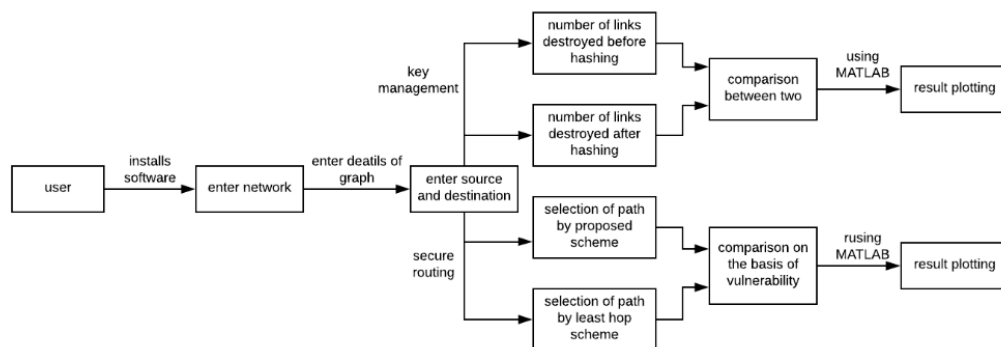 number of links
destroyed before
hashing
key
management
using
MATLAB
comparison
between two
result plotting
number of links
destroyed after
hashing
user
installs
software
enter network
enter deatils of
graph
enter source
and destination
secure
routing
selection of path
by proposed
scheme
comparison on
the basis of
vulnerability
rusing
MATLAB
result plotting
selection of path
by least hop
scheme